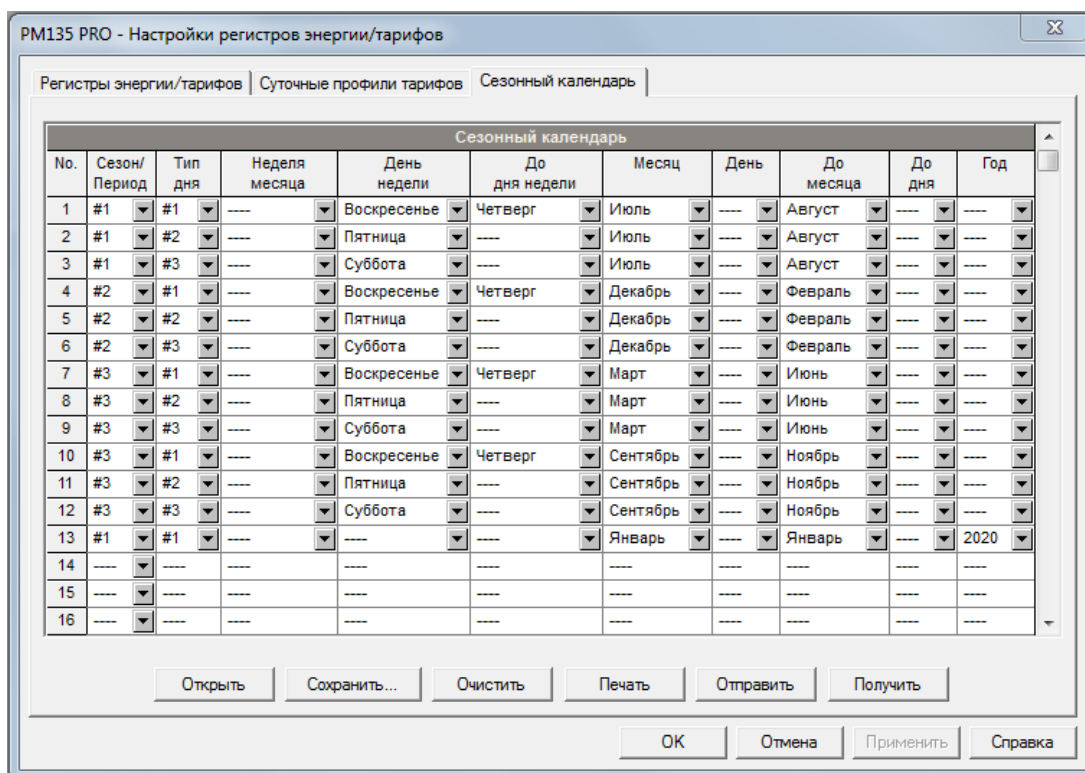 PM135 PRO - Настройки регистров энергии/тарифов
Регистры энергии/тарифов Суточные профили тарифов Сезонный календарь
Сезонный календарь
No. Сезон/ Период Тип дня Неделя месяца День недели До дня недели Месяц День До месяца До дня Год
1 #1 #1 ---- Воскресенье Четверг Июль ---- Август ---- ----
2 #1 #2 ---- Пятница ---- Июль ---- Август ---- ----
3 #1 #3 ---- Суббота ---- Июль ---- Август ---- ----
4 #2 #1 ---- Воскресенье Четверг Декабрь ---- Февраль ---- ----
5 #2 #2 ---- Пятница ---- Декабрь ---- Февраль ---- ----
6 #2 #3 ---- Суббота ---- Декабрь ---- Февраль ---- ----
7 #3 #1 ---- Воскресенье Четверг Март ---- Июнь ---- ----
8 #3 #2 ---- Пятница ---- Март ---- Июнь ---- ----
9 #3 #3 ---- Суббота ---- Март ---- Июнь ---- ----
10 #3 #1 ---- Воскресенье Четверг Сентябрь ---- Ноябрь ---- ----
11 #3 #2 ---- Пятница ---- Сентябрь ---- Ноябрь ---- ----
12 #3 #3 ---- Суббота ---- Сентябрь ---- Ноябрь ---- ----
13 #1 #1 ---- ---- ---- Январь ---- Январь ---- 2020
14 ---- ---- ---- ---- ---- ---- ---- ---- ---- ----
15 ---- ---- ---- ---- ---- ---- ---- ---- ---- ----
16 ---- ---- ---- ---- ---- ---- ---- ---- ---- ----
Открыть Сохранить... Очистить Печать Отправить Получить
OK Отмена Применить Справка